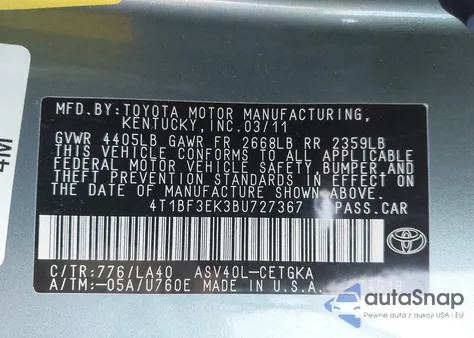 4M
MFD.BY:TOYOTA MOTOR MANUFACTURING,
KENTUCKY,INC.03/11
GVWR 4405LB GAWR FR 2668LB RR 2359LB
THIS VEHICLE CONFORMS TO ALL APPLICABLE
FEDERAL MOTOR VEHICLE SAFETY, BUMPER, AND
THEFT PREVENTION STANDARDS IN EFFECT ON
THE DATE OF MANUFACTURE SHOWN ABOVE.
4T1BF3EK3BU727367 PASS.CAR
C/TR:776/LA40 ASV40L-CETGKA
A/TM:-05A/U760E MADE IN U.S.A.
TOYOTA
autoSnap
Pewne auta z aukcji USA i EU